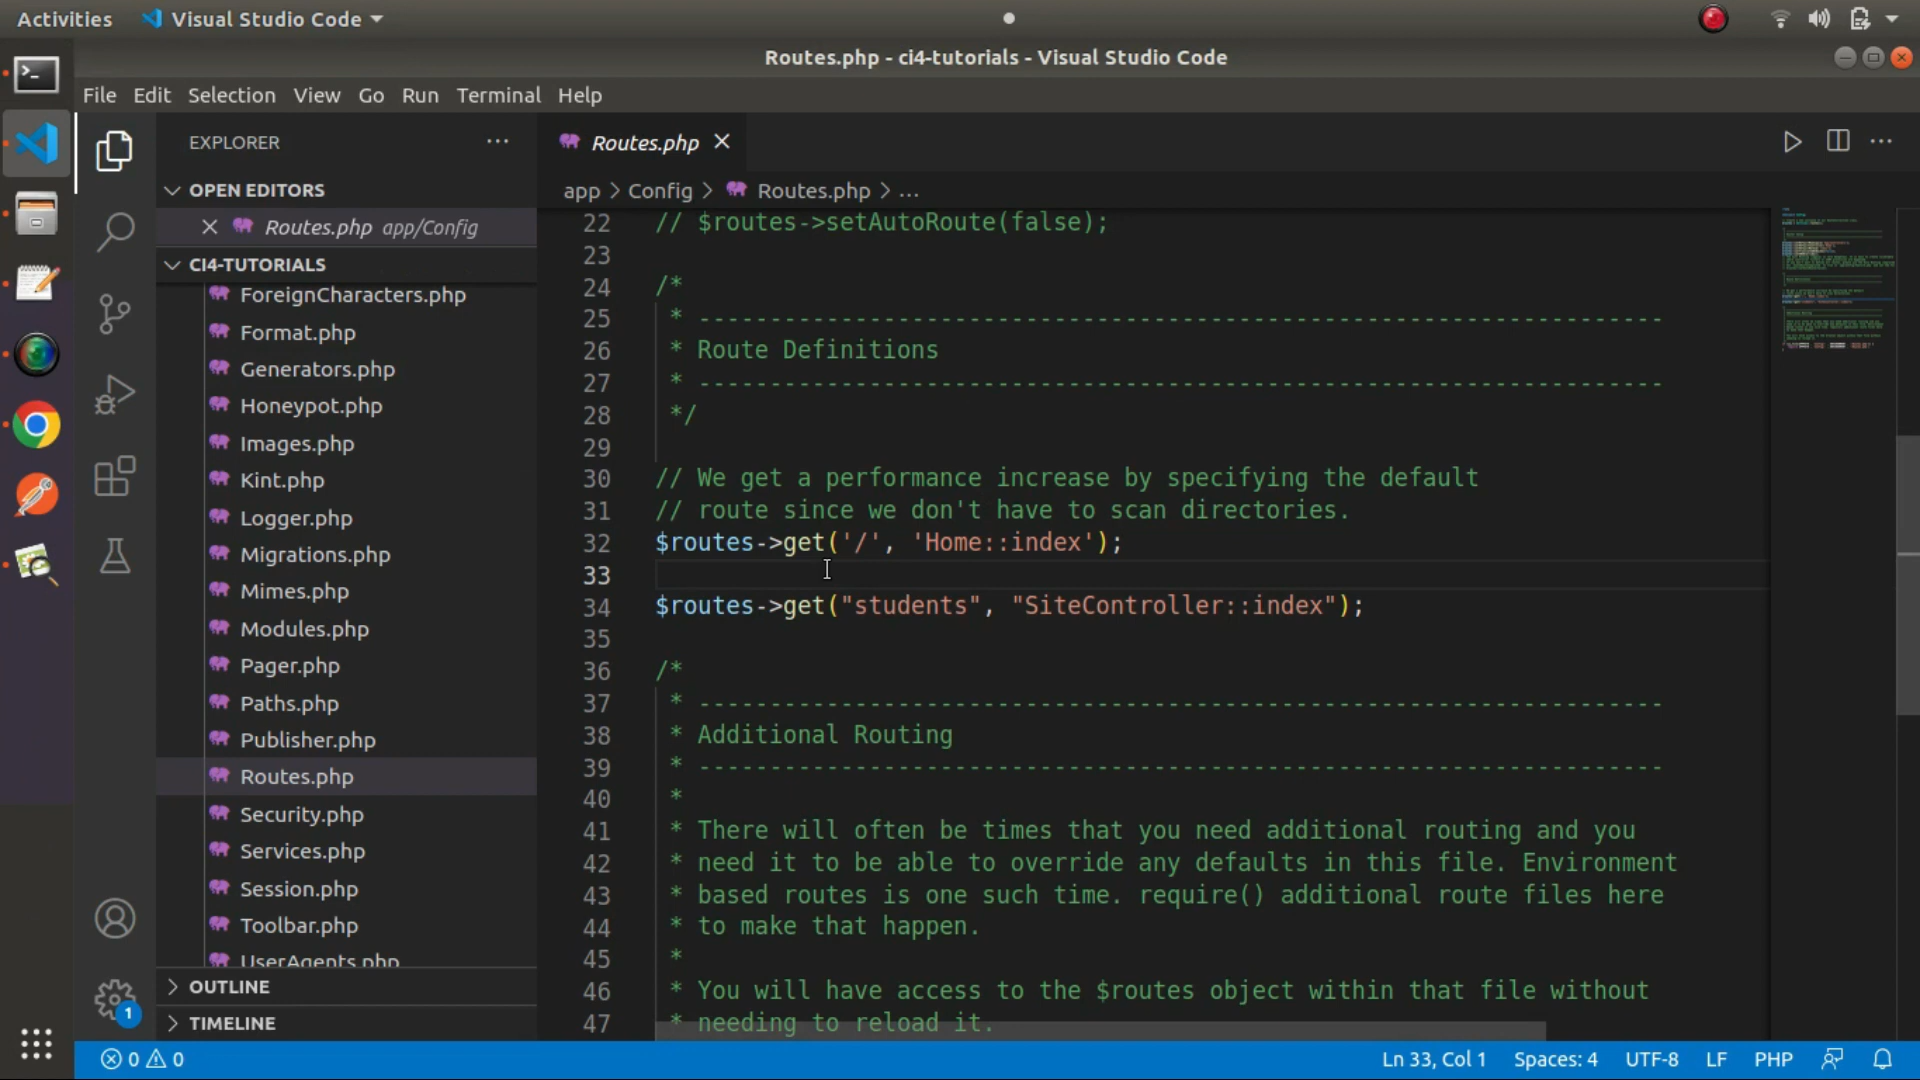 Activities
Visual Studio Code
Routes.php - ci4-tutorials - Visual Studio Code
File Edit Selection View Go Run Terminal Help
EXPLORER
OPEN EDITORS
Routes.php app/Config
CI4-TUTORIALS
ForeignCharacters.php
Format.php
Generators.php
Honeypot.php
Images.php
Kint.php
Logger.php
Migrations.php
Mimes.php
Modules.php
Pager.php
Paths.php
Publisher.php
Routes.php
Security.php
Services.php
Session.php
Toolbar.php
UserAgents.php
OUTLINE
TIMELINE
1
Routes.php
app > Config > Routes.php > ...
22 // $routes->setAutoRoute(false);
23
24 /*
25 * --------------------------------------------------------------------
26 * Route Definitions
27 * --------------------------------------------------------------------
28 */
29
30 // We get a performance increase by specifying the default
31 // route since we don't have to scan directories.
32 $routes->get('/', 'Home::index');
33
34 $routes->get("students", "SiteController::index");
35
36 /*
37 * --------------------------------------------------------------------
38 * Additional Routing
39 * --------------------------------------------------------------------
40 *
41 * There will often be times that you need additional routing and you
42 * need it to be able to override any defaults in this file. Environment
43 * based routes is one such time. require() additional route files here
44 * to make that happen.
45 *
46 * You will have access to the $routes object within that file without
47 * needing to reload it.
0 0
Ln 33, Col 1 Spaces: 4 UTF-8 LF PHP